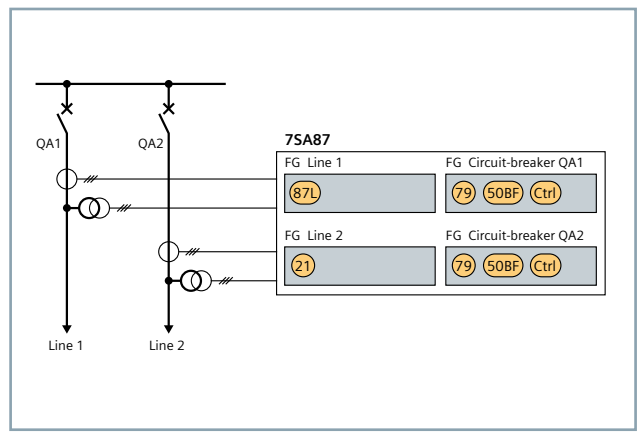 QA1
QA2
7SA87
FG Line 1
FG Circuit-breaker QA1
87L
79 50BF Ctrl
FG Line 2
FG Circuit-breaker QA2
21
79 50BF Ctrl
Line 1
Line 2